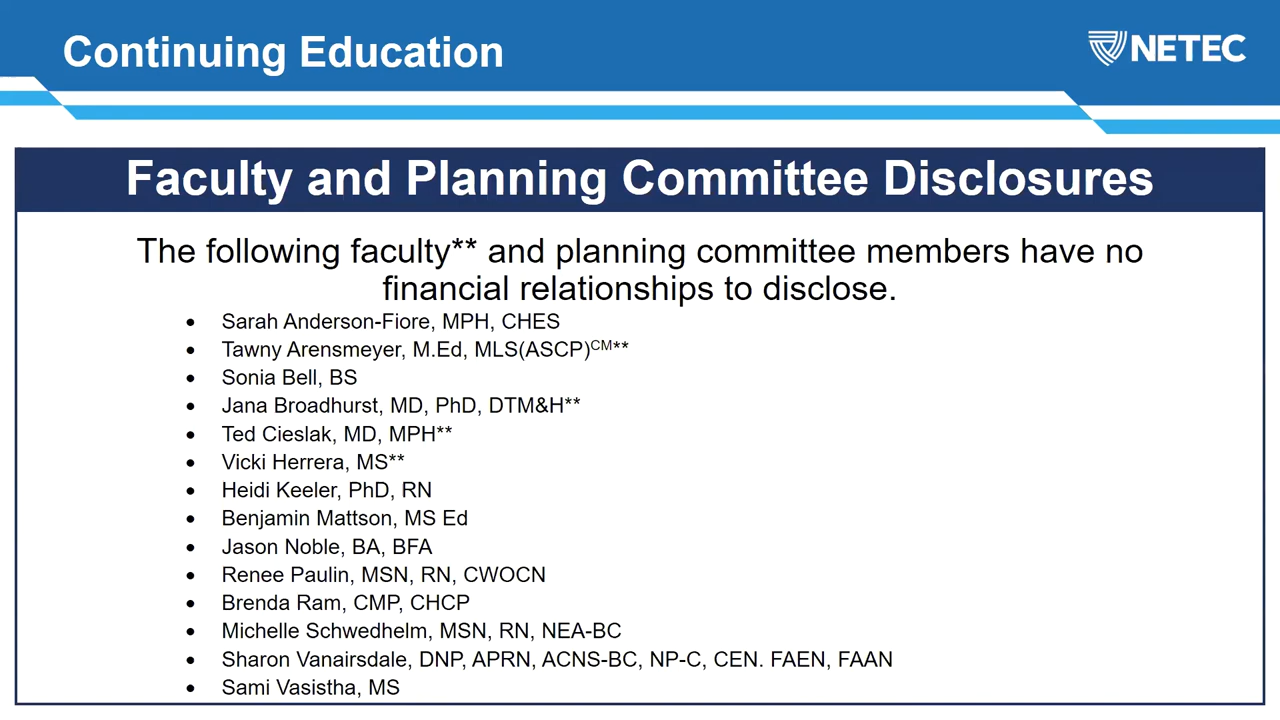 Continuing Education
NETEC
Faculty and Planning Committee Disclosures
The following faculty** and planning committee members have no
financial relationships to disclose.
• Sarah Anderson-Fiore, MPH, CHES
• Tawny Arensmeyer, M.Ed, MLS(ASCP)CM**
• Sonia Bell, BS
• Jana Broadhurst, MD, PhD, DTM&H**
• Ted Cieslak, MD, MPH**
• Vicki Herrera, MS**
• Heidi Keeler, PhD, RN
• Benjamin Mattson, MS Ed
• Jason Noble, BA, BFA
• Renee Paulin, MSN, RN, CWOCN
• Brenda Ram, CMP, CHCP
• Michelle Schwedhelm, MSN, RN, NEA-BC
• Sharon Vanairsdale, DNP, APRN, ACNS-BC, NP-C, CEN. FAEN, FAAN
• Sami Vasistha, MS